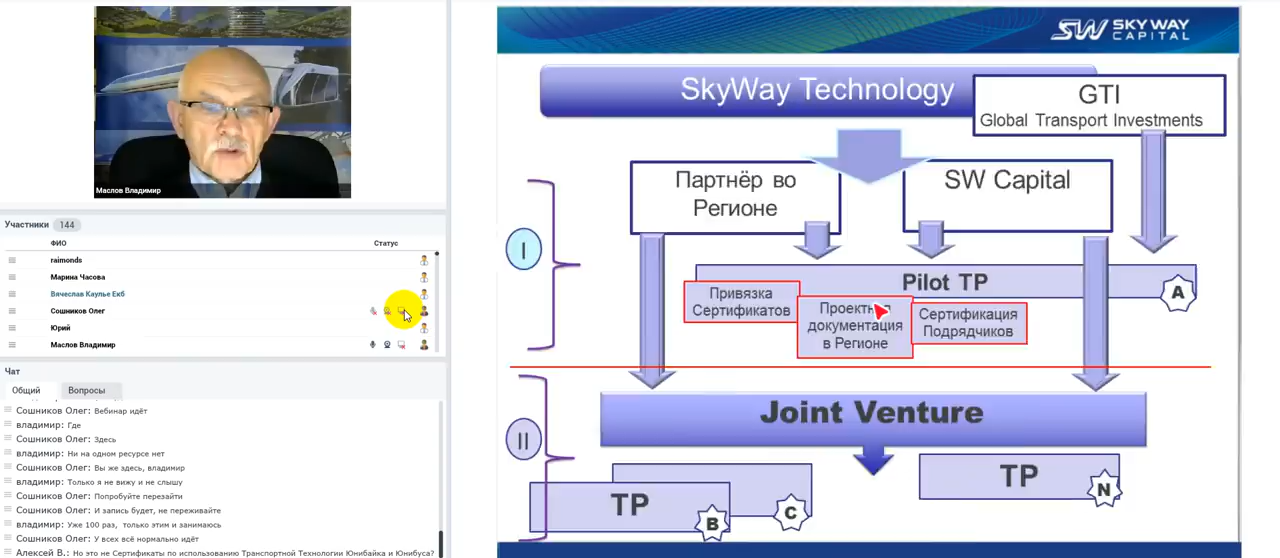 Маслов Владимир
Участники 144
ФИО Статус
raimonds
Марина Часова
Вячеслав Каулье Екб
Сошников Олег
Юрий
Маслов Владимир
Чат
Общий Вопросы
Сошников Олег: Вебинар идёт
владимир: Где
Сошников Олег: Здесь
владимир: Ни на одном ресурсе нет
Сошников Олег: Вы же здесь, владимир
владимир: Только я не вижу и не слышу
Сошников Олег: Попробуйте перезайти
Сошников Олег: И запись будет, не переживайте
владимир: Уже 100 раз, только этим и занимаюсь
Сошников Олег: У всех всё нормально идёт
Алексей В.: Но это не Сертификаты по использованию Транспортной Технологии Юнибайка и Юнибуса?
SW SKY WAY
CAPITAL
SkyWay Technology
GTI
Global Transport Investments
Партнёр во
Регионе
SW Capital
I
Pilot TP
A
Привязка
Сертификатов
документация
в Регионе
Сертификация
Подрядчиков
Joint Venture
II
TP
B
C
TP
N